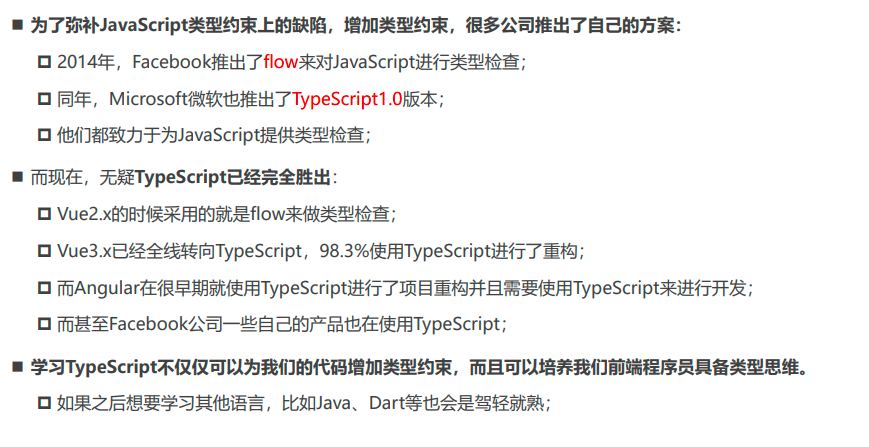 为了弥补JavaScript类型约束上的缺陷，增加类型约束，很多公司推出了自己的方案：
2014年，Facebook推出了flow来对JavaScript进行类型检查；
同年，Microsoft微软也推出了TypeScript1.0版本；
他们都致力于为JavaScript提供类型检查；
而现在，无疑TypeScript已经完全胜出：
Vue2.x的时候采用的就是flow来做类型检查；
Vue3.x已经全线转向TypeScript，98.3%使用TypeScript进行了重构；
而Angular在很早期就使用TypeScript进行了项目重构并且需要使用TypeScript来进行开发；
而甚至Facebook公司一些自己的产品也在使用TypeScript；
学习TypeScript不仅仅可以为我们的代码增加类型约束，而且可以培养我们前端程序员具备类型思维。
如果之后想要学习其他语言，比如Java、Dart等也会是驾轻就熟；